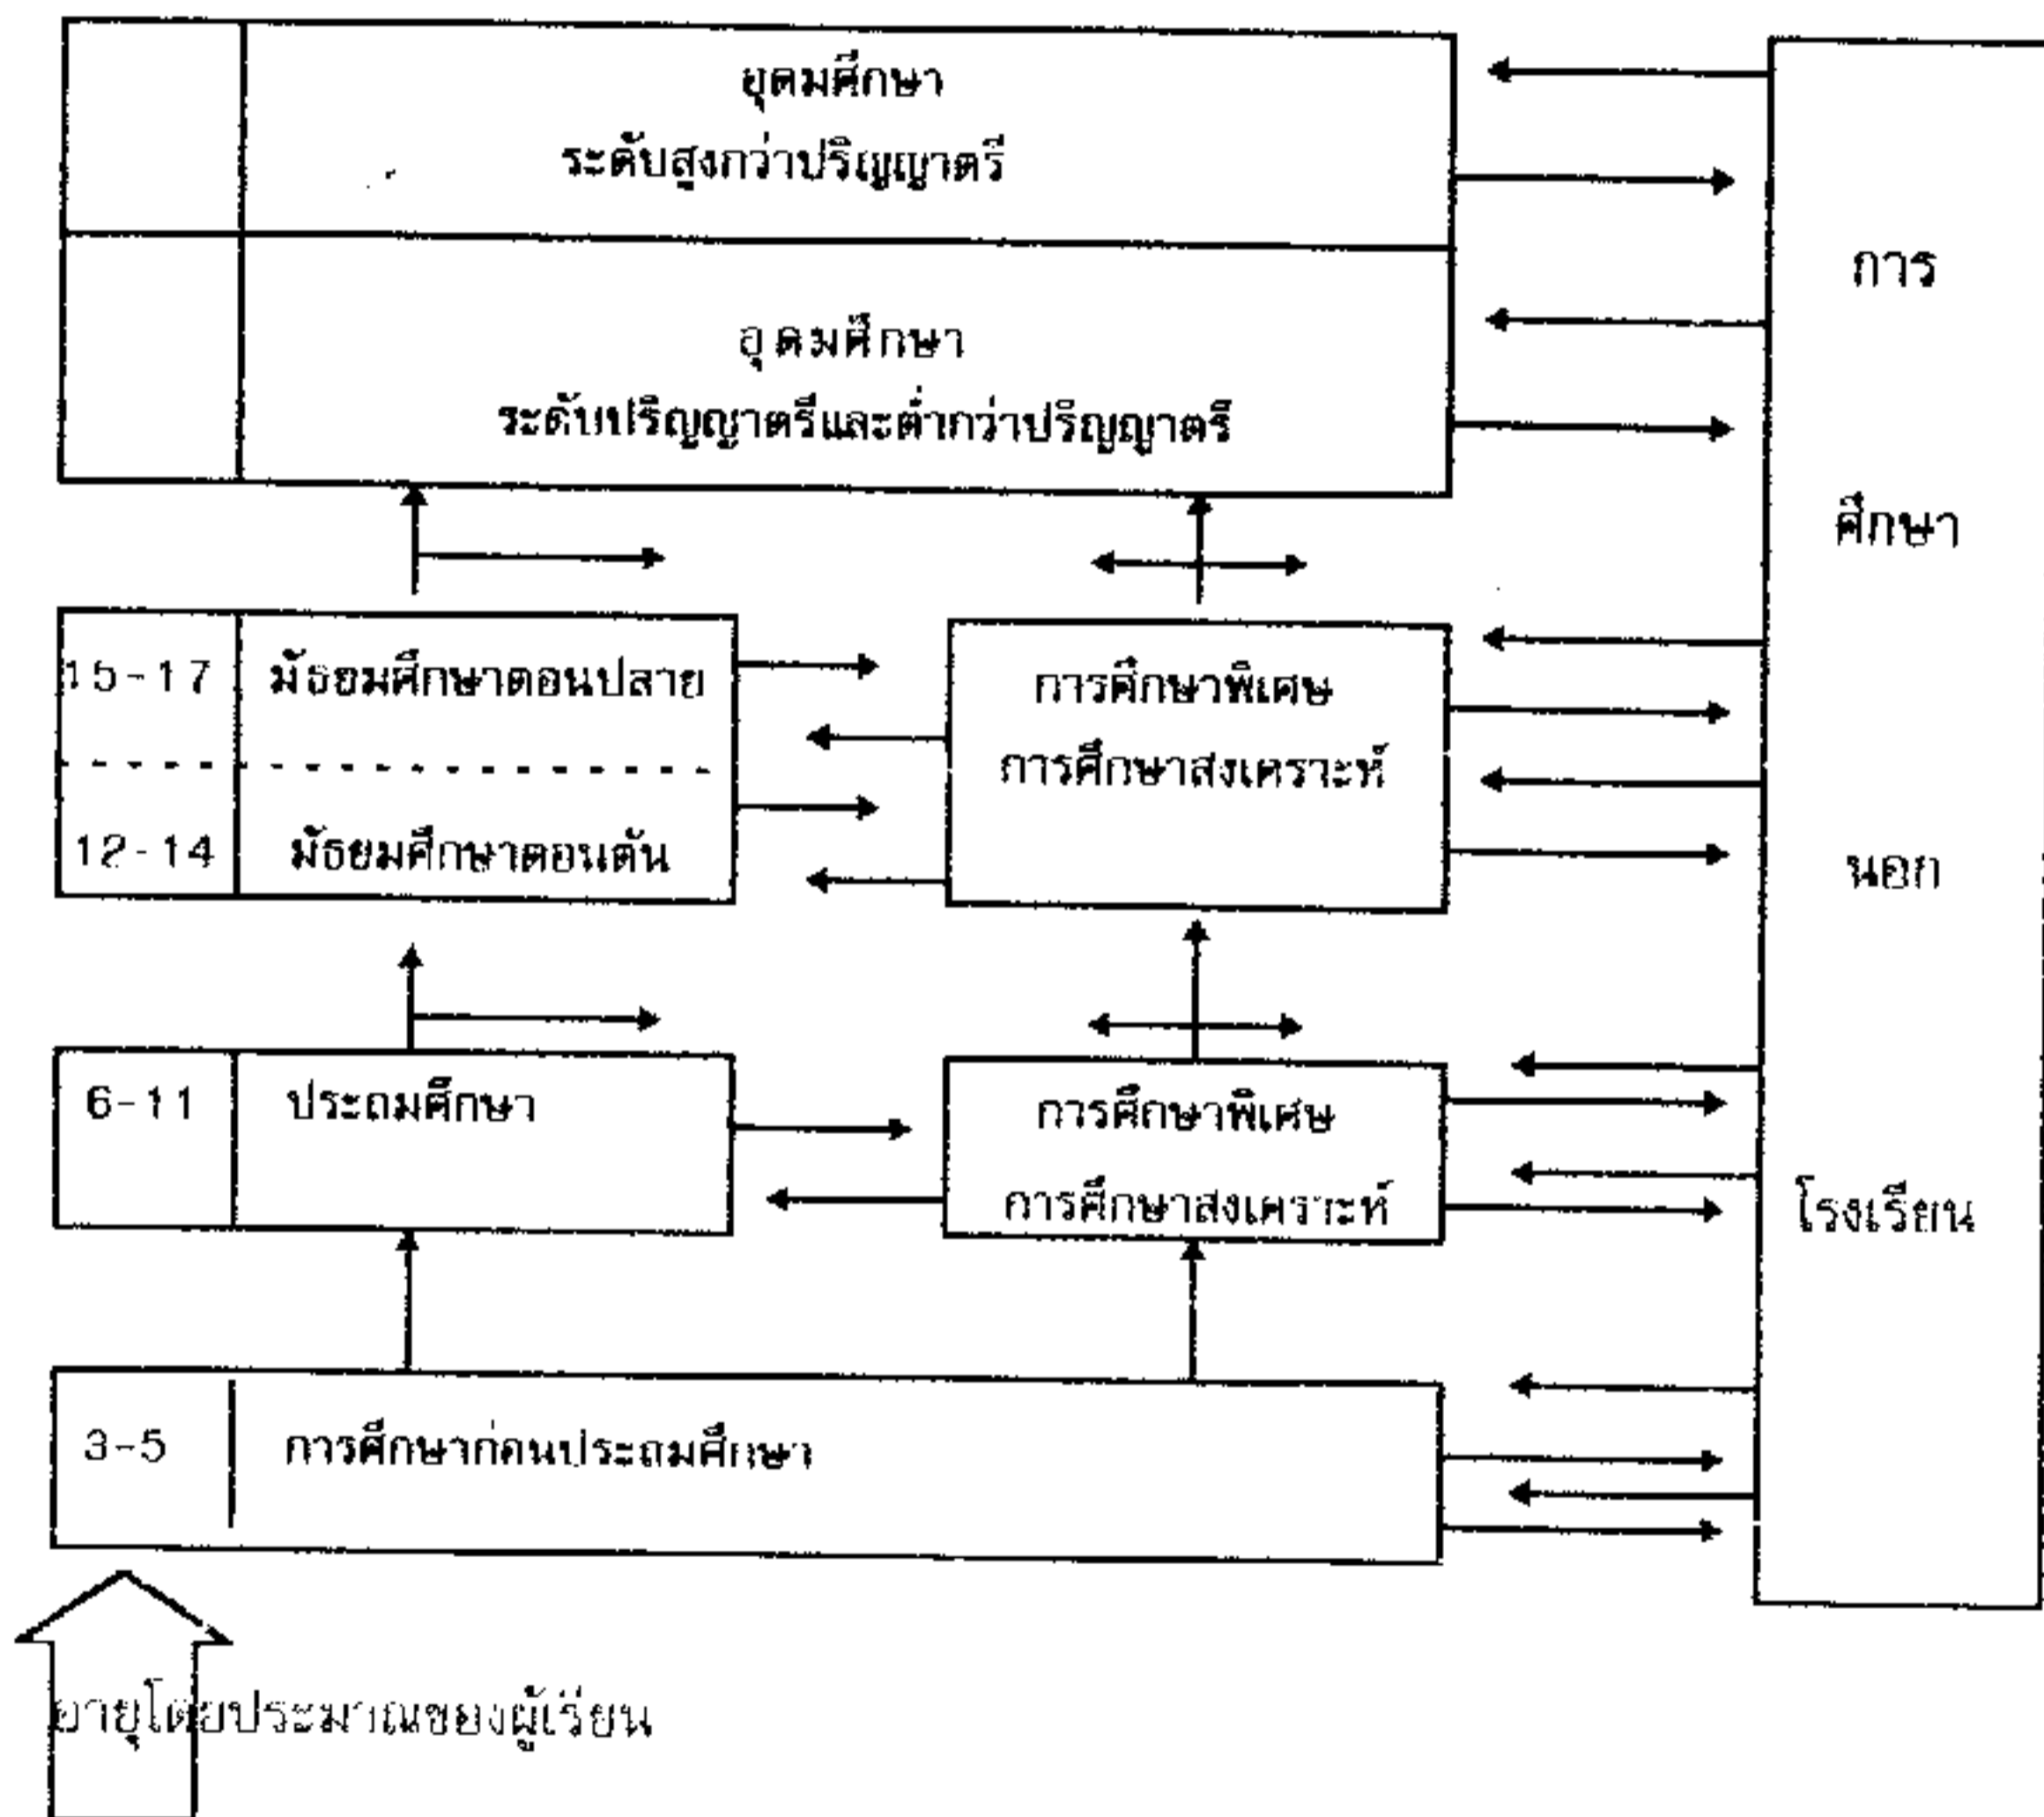 อุดมศึกษา
ระดับสูงกว่าปริญญาตรี
อุดมศึกษา
ระดับปริญญาตรีและต่ำกว่าปริญญาตรี
15-17 มัธยมศึกษาตอนปลาย
12-14 มัธยมศึกษาตอนต้น
การศึกษาพิเศษ
การศึกษาสงเคราะห์
6-11 ประถมศึกษา
การศึกษาพิเศษ
การศึกษาสงเคราะห์
3-5 การศึกษาก่อนประถมศึกษา
อายุโดยประมาณของผู้เรียน
การ
ศึกษา
นอก
โรงเรียน